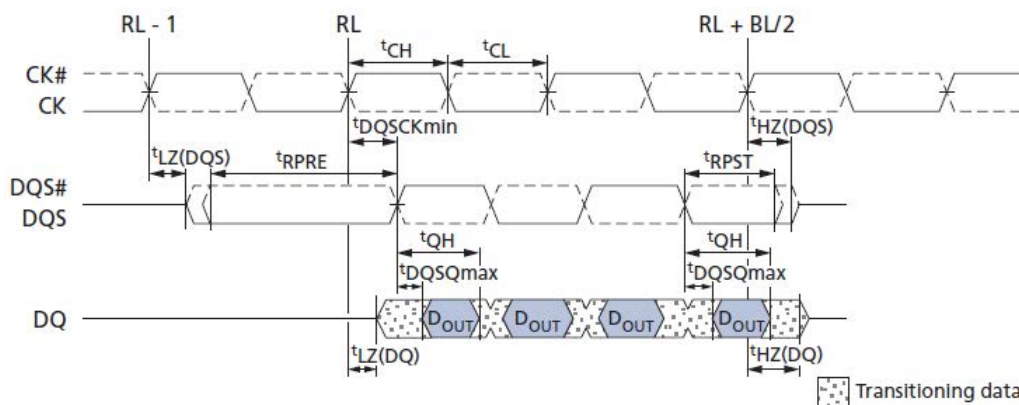 RL - 1 RL RL + BL/2
tCH tCL
CK#
CK
tDQSCKmin tHZ(DQS)
tLZ(DQS) tRPRE tRPST
DQS#
DQS
tQH tQH
tDQSQmax tDQSQmax
DQ DOUT DOUT DOUT DOUT
tLZ(DQ) tHZ(DQ)
Transitioning data